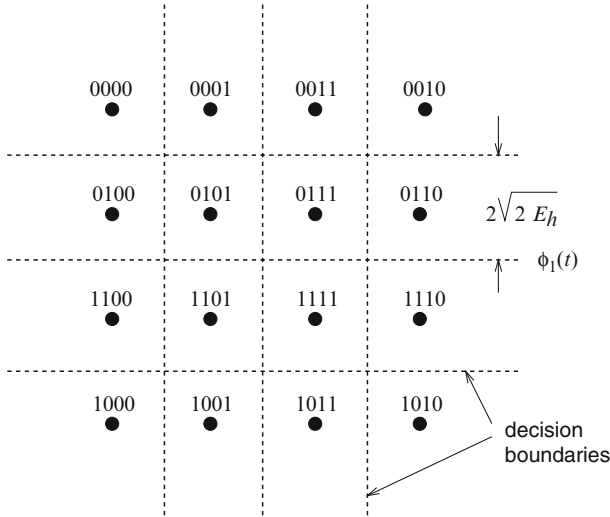 0000 0001 0011 0010
0100 0101 0111 0110
2√2 E_h
ϕ₁(t)
1100 1101 1111 1110
1000 1001 1011 1010
decision
boundaries